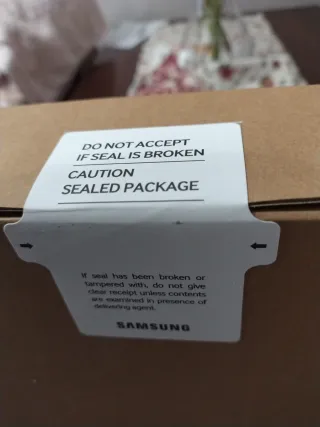 DO NOT ACCEPT
IF SEAL IS BROKEN
CAUTION
SEALED PACKAGE
If seal has been broken or
tampered with, do not give
clear receipt unless contents
are examined in presence of
delivering agent.
SAMSUNG